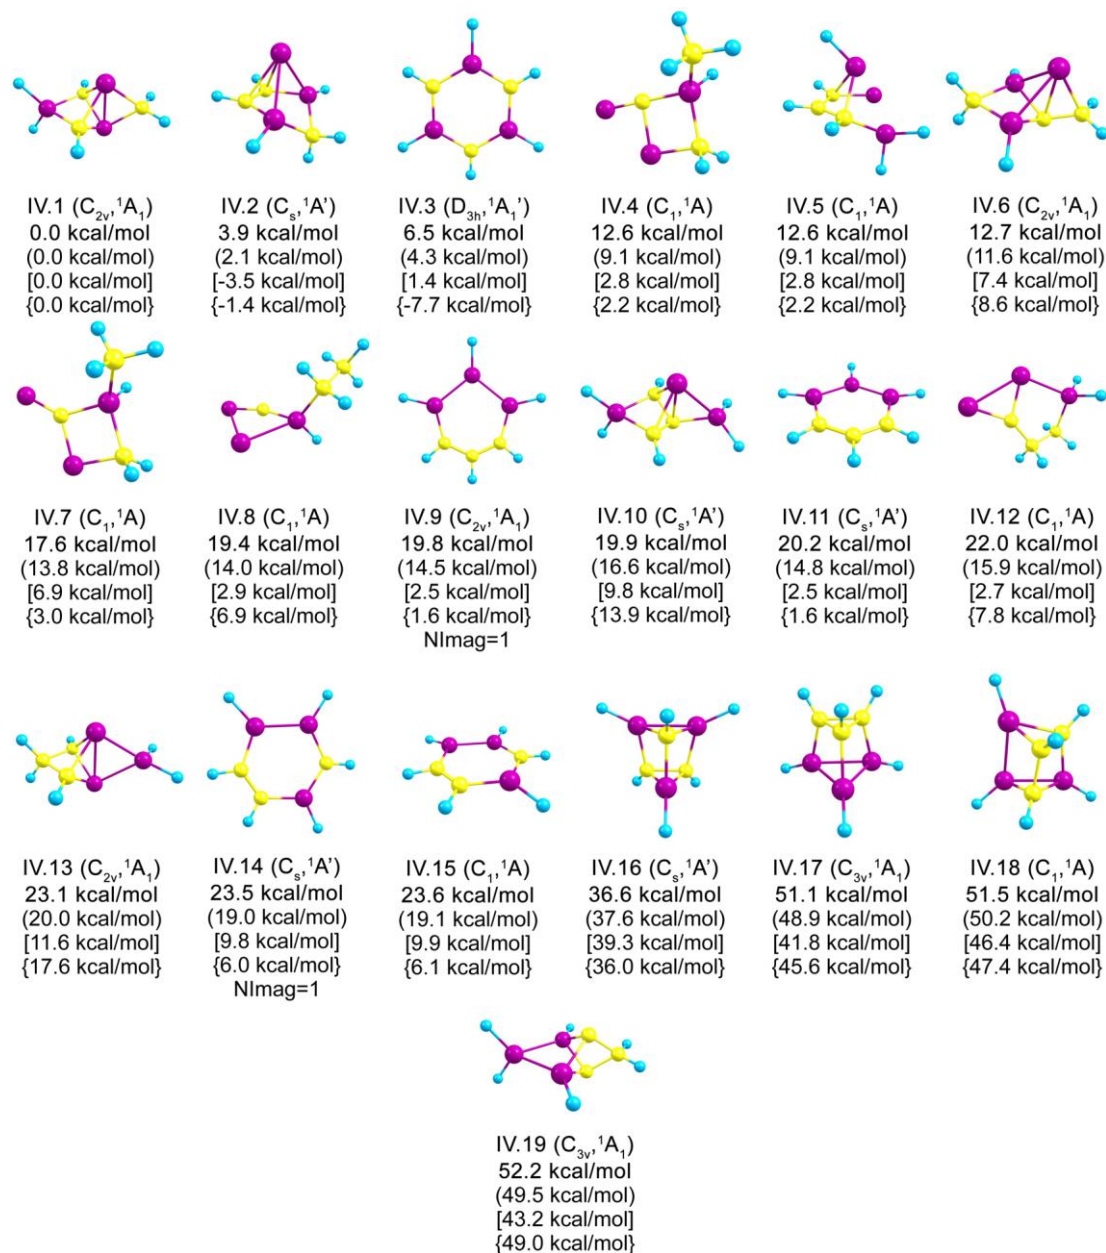 IV.1 (C₂ᵥ,¹A₁) IV.2 (Cₛ,¹A’) IV.3 (D₃ₕ,¹A₁’) IV.4 (C₁,¹A) IV.5 (C₁,¹A) IV.6 (C₂ᵥ,¹A₁)
0.0 kcal/mol 3.9 kcal/mol 6.5 kcal/mol 12.6 kcal/mol 12.6 kcal/mol 12.7 kcal/mol
(0.0 kcal/mol) (2.1 kcal/mol) (4.3 kcal/mol) (9.1 kcal/mol) (9.1 kcal/mol) (11.6 kcal/mol)
[0.0 kcal/mol] [-3.5 kcal/mol] [1.4 kcal/mol] [2.8 kcal/mol] [2.8 kcal/mol] [7.4 kcal/mol]
{0.0 kcal/mol} {-1.4 kcal/mol} {-7.7 kcal/mol} {2.2 kcal/mol} {2.2 kcal/mol} {8.6 kcal/mol}
IV.7 (C₁,¹A) IV.8 (C₁,¹A) IV.9 (C₂ᵥ,¹A₁) IV.10 (Cₛ,¹A’) IV.11 (Cₛ,¹A’) IV.12 (C₁,¹A)
17.6 kcal/mol 19.4 kcal/mol 19.8 kcal/mol 19.9 kcal/mol 20.2 kcal/mol 22.0 kcal/mol
(13.8 kcal/mol) (14.0 kcal/mol) (14.5 kcal/mol) (16.6 kcal/mol) (14.8 kcal/mol) (15.9 kcal/mol)
[6.9 kcal/mol] [2.9 kcal/mol] [2.5 kcal/mol] [9.8 kcal/mol] [2.5 kcal/mol] [2.7 kcal/mol]
{3.0 kcal/mol} {6.9 kcal/mol} {1.6 kcal/mol} {13.9 kcal/mol} {1.6 kcal/mol} {7.8 kcal/mol}
NImag=1
IV.13 (C₂ᵥ,¹A₁) IV.14 (Cₛ,¹A’) IV.15 (C₁,¹A) IV.16 (Cₛ,¹A’) IV.17 (C₃ᵥ,¹A₁) IV.18 (C₁,¹A)
23.1 kcal/mol 23.5 kcal/mol 23.6 kcal/mol 36.6 kcal/mol 51.1 kcal/mol 51.5 kcal/mol
(20.0 kcal/mol) (19.0 kcal/mol) (19.1 kcal/mol) (37.6 kcal/mol) (48.9 kcal/mol) (50.2 kcal/mol)
[11.6 kcal/mol] [9.8 kcal/mol] [9.9 kcal/mol] [39.3 kcal/mol] [41.8 kcal/mol] [46.4 kcal/mol]
{17.6 kcal/mol} {6.0 kcal/mol} {6.1 kcal/mol} {36.0 kcal/mol} {45.6 kcal/mol} {47.4 kcal/mol}
NImag=1
IV.19 (C₃ᵥ,¹A₁)
52.2 kcal/mol
(49.5 kcal/mol)
[43.2 kcal/mol]
{49.0 kcal/mol}